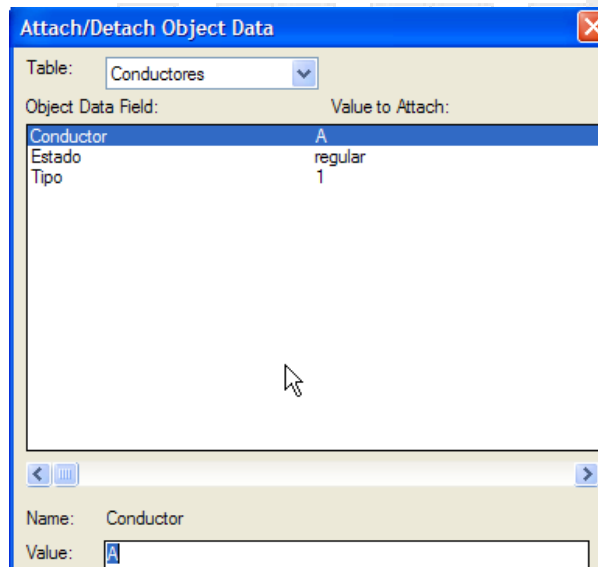 Attach/Detach Object Data
Table: Conductores
Object Data Field: Value to Attach:
Conductor A
Estado regular
Tipo 1
Name: Conductor
Value: A